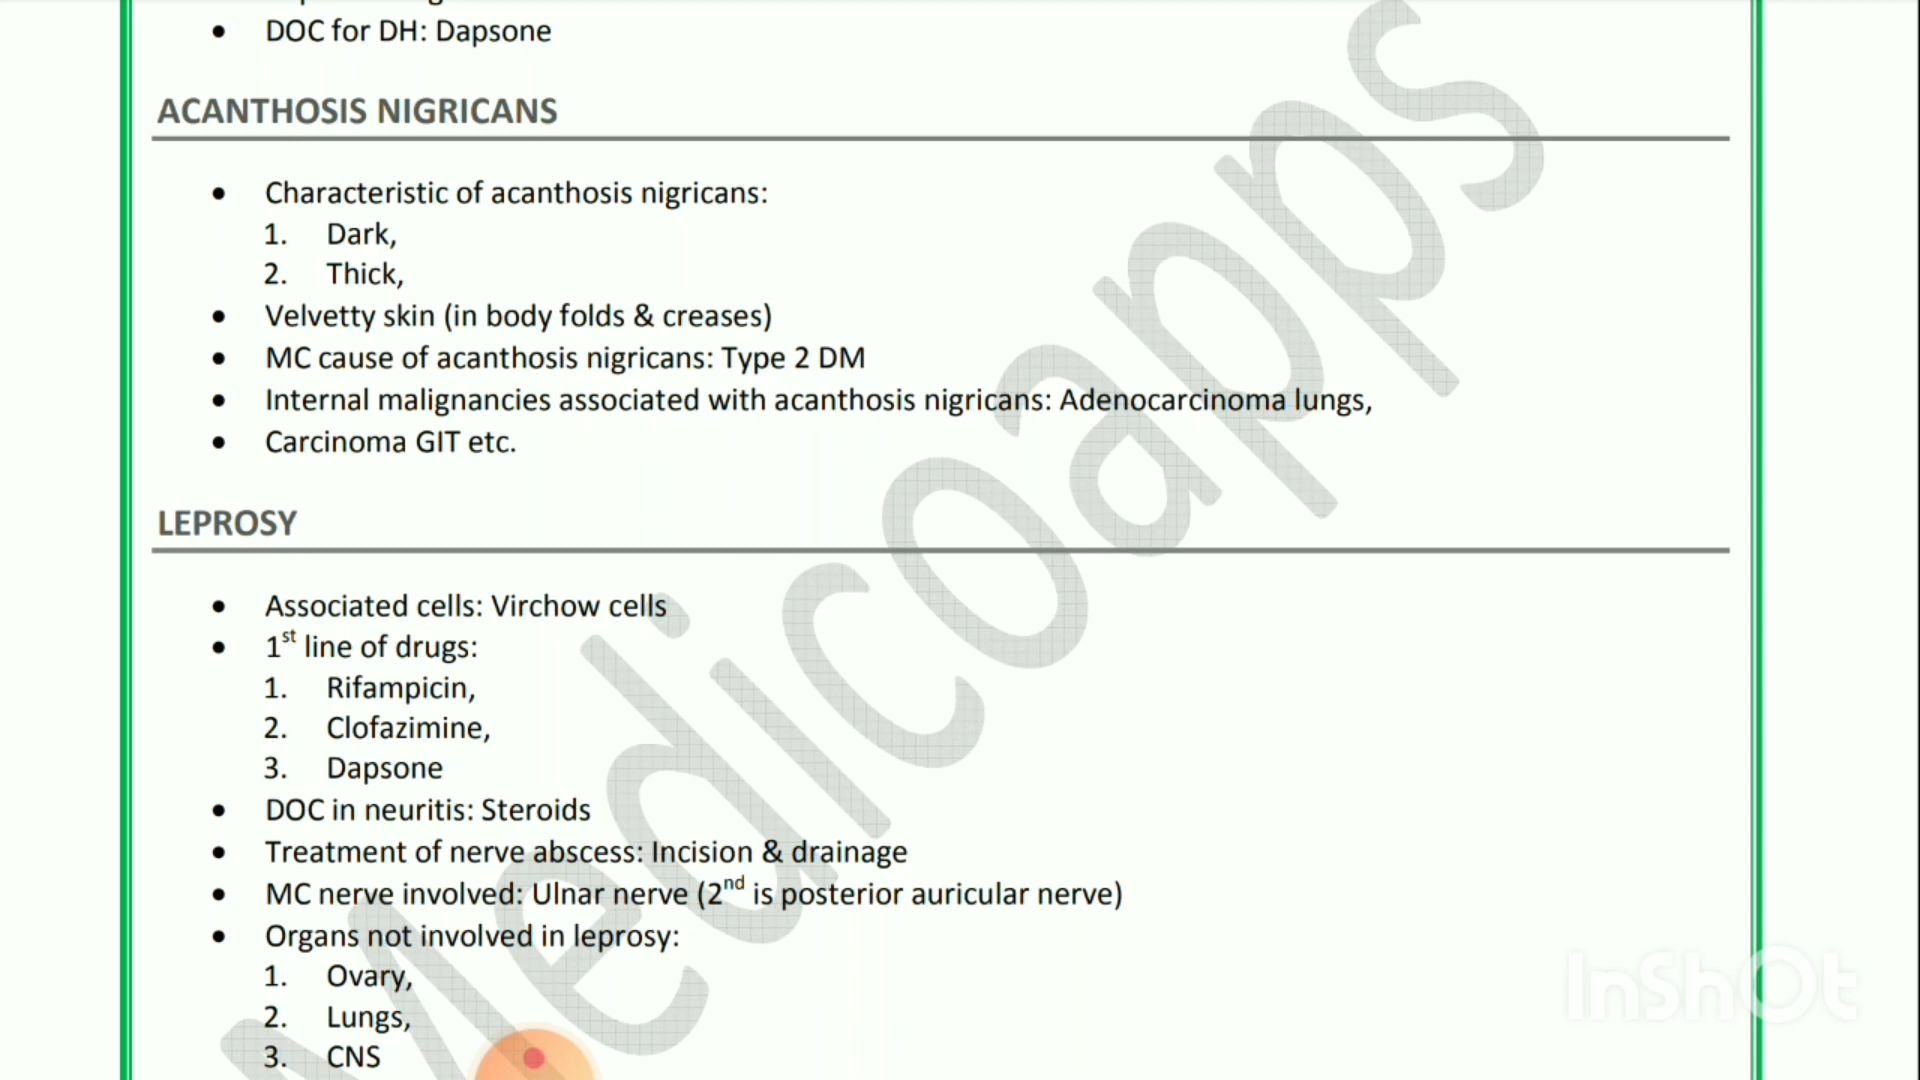 • DOC for DH: Dapsone
ACANTHOSIS NIGRICANS
• Characteristic of acanthosis nigricans:
1. Dark,
2. Thick,
• Velvetty skin (in body folds & creases)
• MC cause of acanthosis nigricans: Type 2 DM
• Internal malignancies associated with acanthosis nigricans: Adenocarcinoma lungs,
• Carcinoma GIT etc.
LEPROSY
• Associated cells: Virchow cells
• 1st line of drugs:
1. Rifampicin,
2. Clofazimine,
3. Dapsone
• DOC in neuritis: Steroids
• Treatment of nerve abscess: Incision & drainage
• MC nerve involved: Ulnar nerve (2nd is posterior auricular nerve)
• Organs not involved in leprosy:
1. Ovary,
2. Lungs,
3. CNS
Medicoapps
InShOt